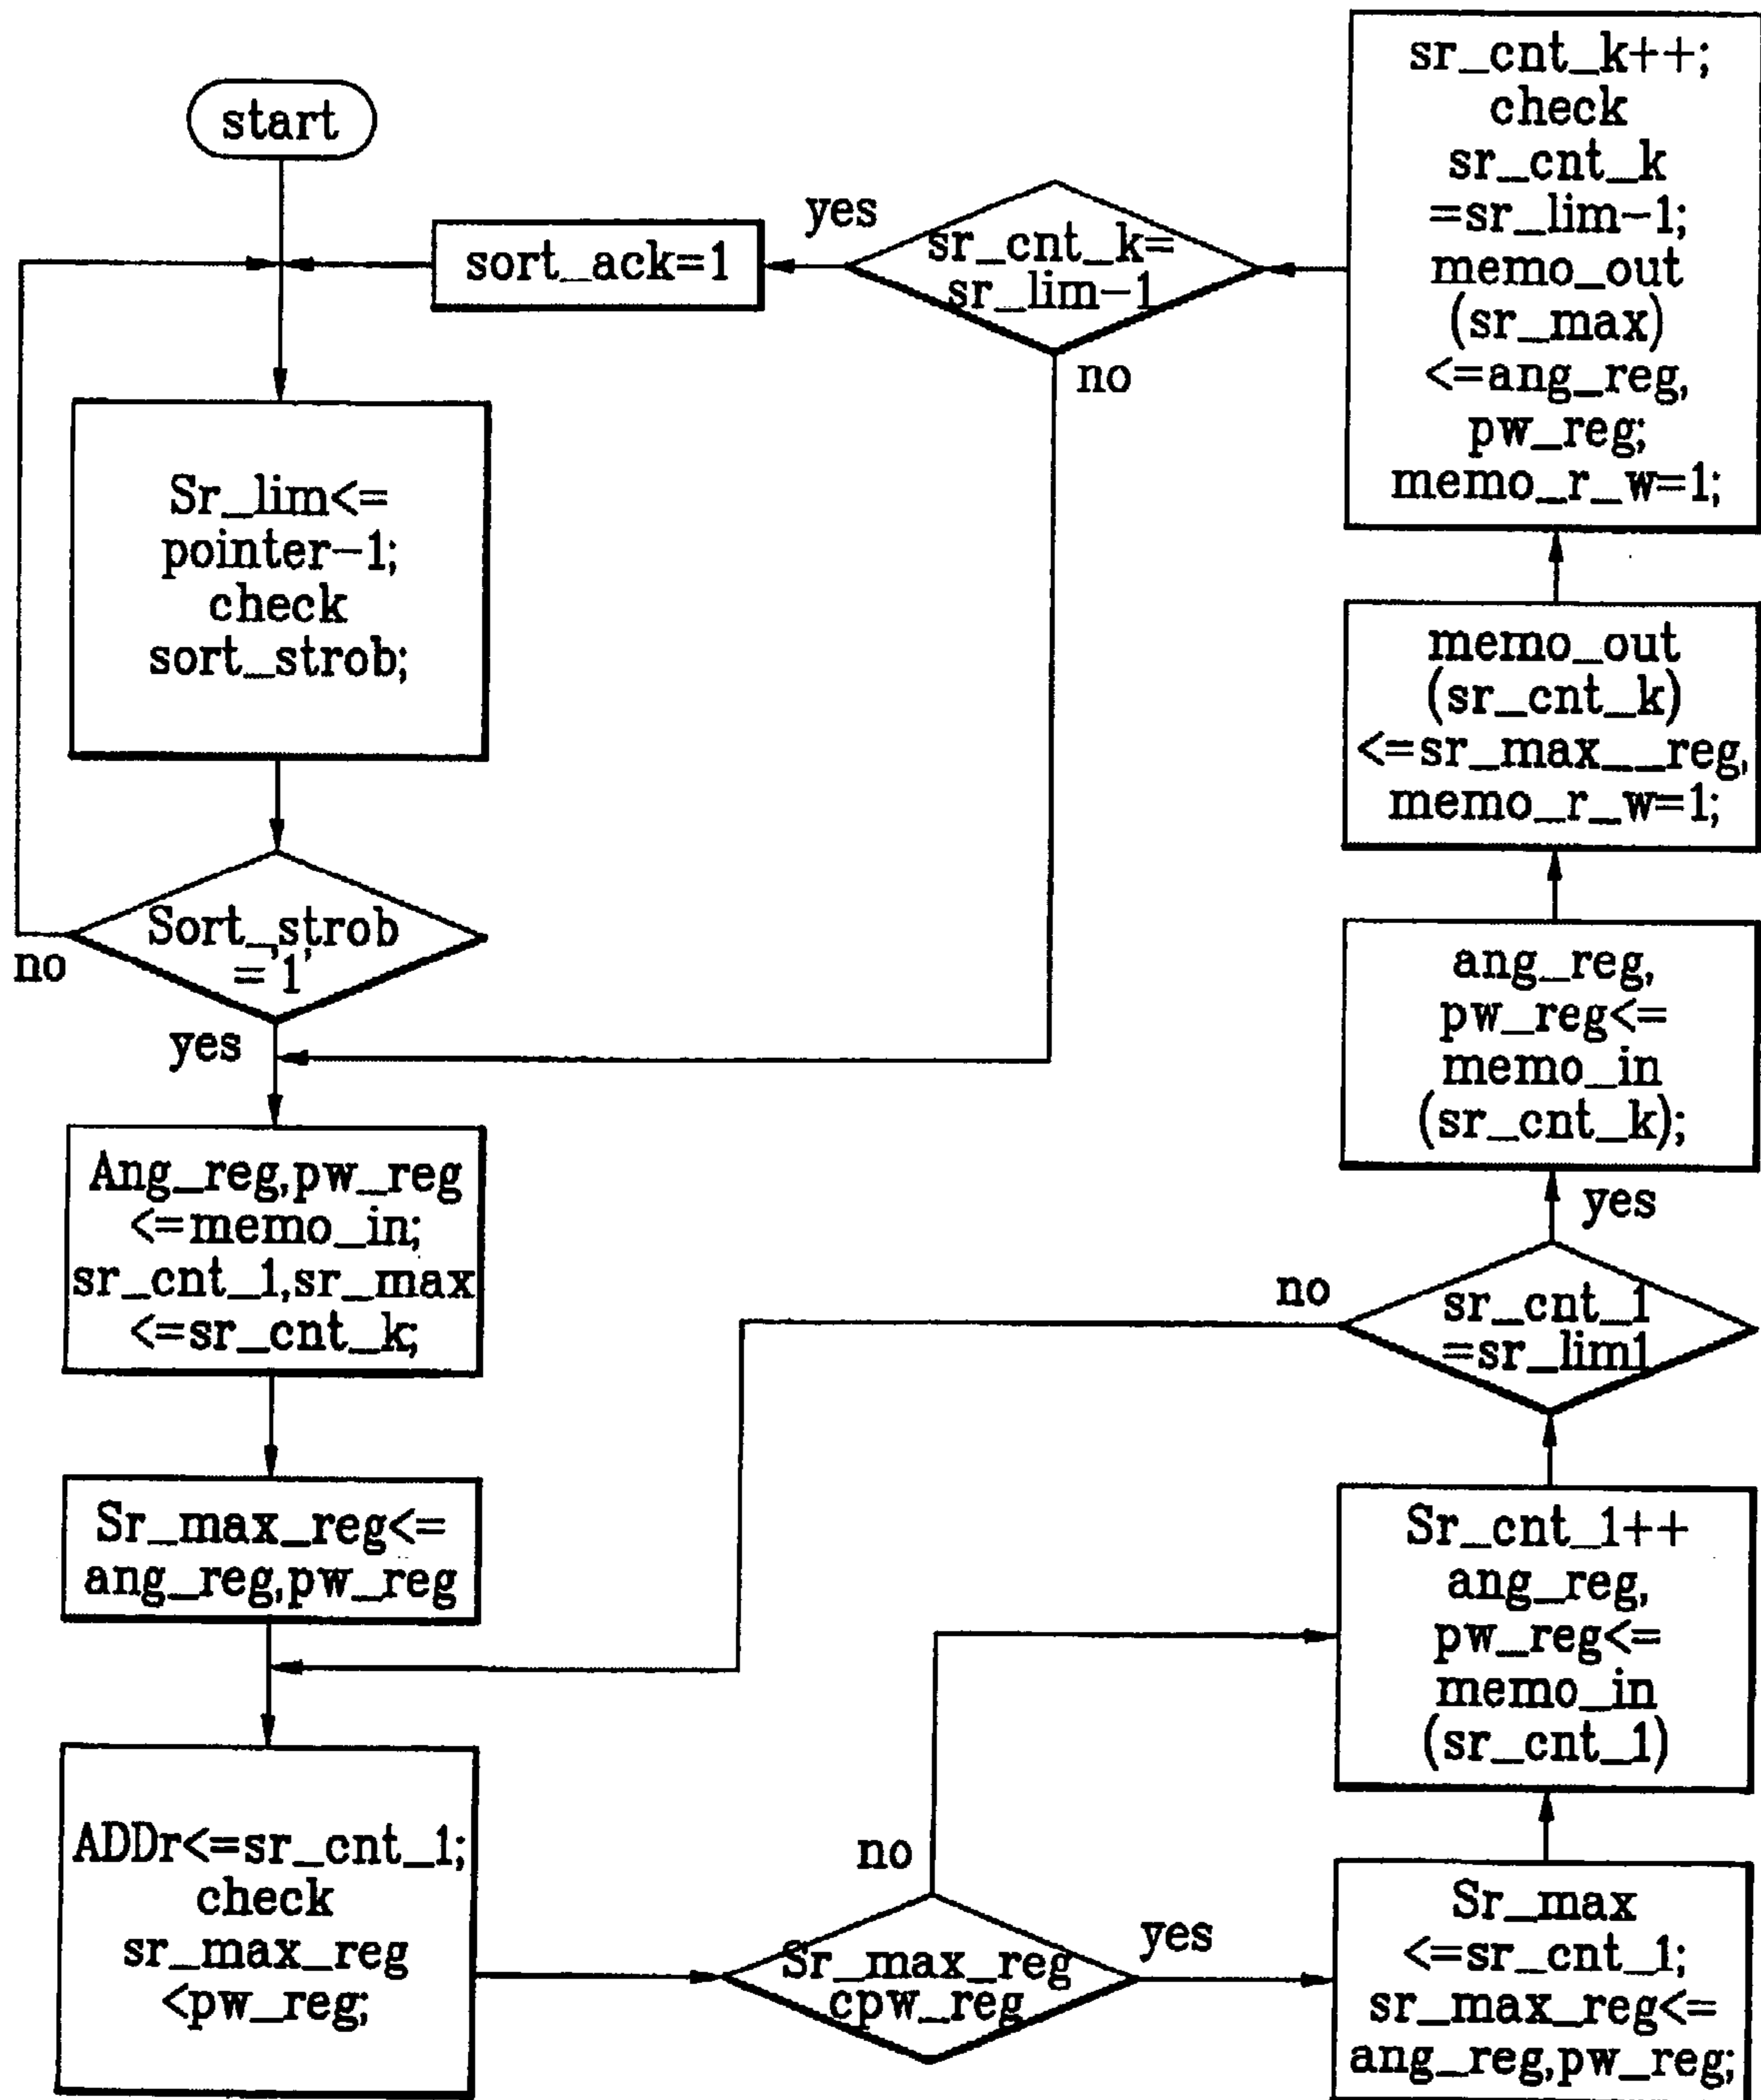 start
Sr_lim<=
pointer-1;
check
sort_strob;
Sort_strob
='1'
no
yes
Ang_reg,pw_reg
<=memo_in;
sr_cnt_1,sr_max
<=sr_cnt_k;
Sr_max_reg<=
ang_reg,pw_reg
ADDr<=sr_cnt_1;
check
sr_max_reg
<pw_reg;
Sr_max_reg
cpw_reg
no
yes
Sr_max
<=sr_cnt_1;
sr_max_reg<=
ang_reg,pw_reg;
Sr_cnt_1++
ang_reg,
pw_reg<=
memo_in
(sr_cnt_1)
sr_cnt_1
=sr_lim1
no
yes
ang_reg,
pw_reg<=
memo_in
(sr_cnt_k);
memo_out
(sr_cnt_k)
<=sr_max__reg,
memo_r_w=1;
sr_cnt_k++;
check
sr_cnt_k
=sr_lim-1;
memo_out
(sr_max)
<=ang_reg,
pw_reg;
memo_r_w=1;
sr_cnt_k=
sr_lim-1
yes
no
sort_ack=1